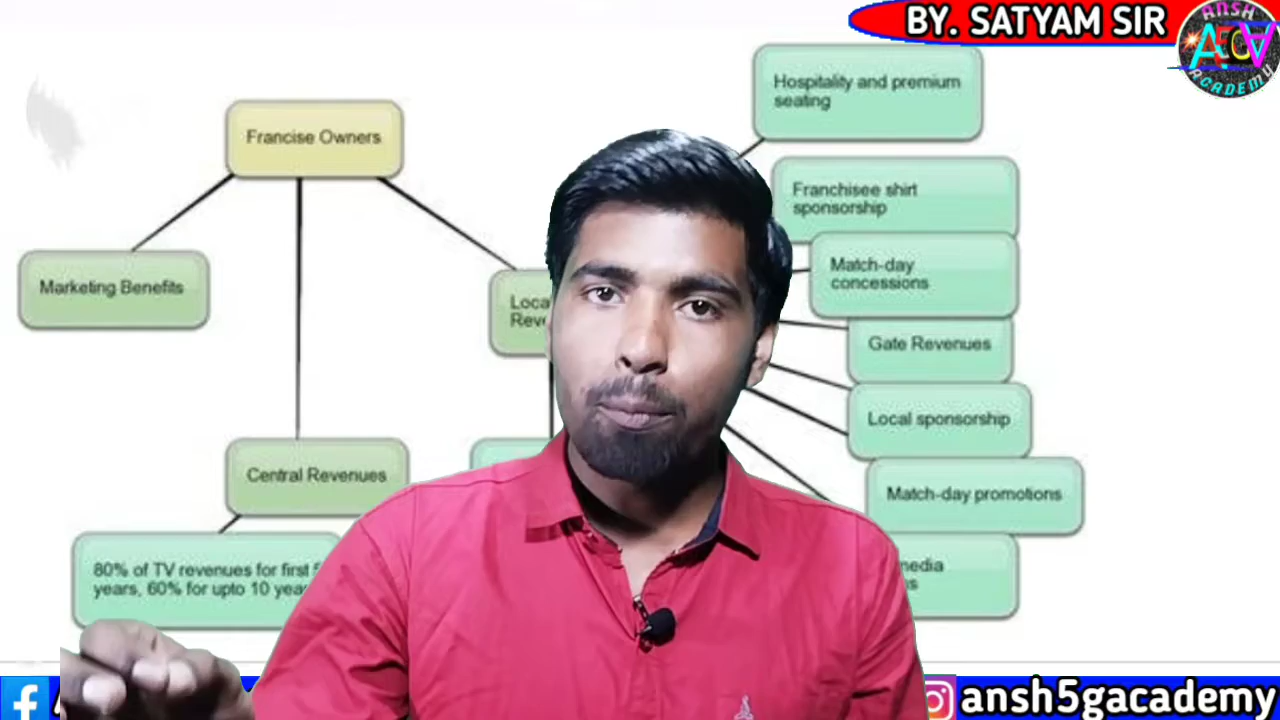 BY. SATYAM SIR
ANSH
ACADEMY
Hospitality and premium
seating
Francise Owners
Franchisee shirt
sponsorship
Match-day
concessions
Marketing Benefits
Gate Revenues
Local sponsorship
Central Revenues
Match-day promotions
80% of TV revenues for first
years, 60% for upto 10
ansh5gacademy